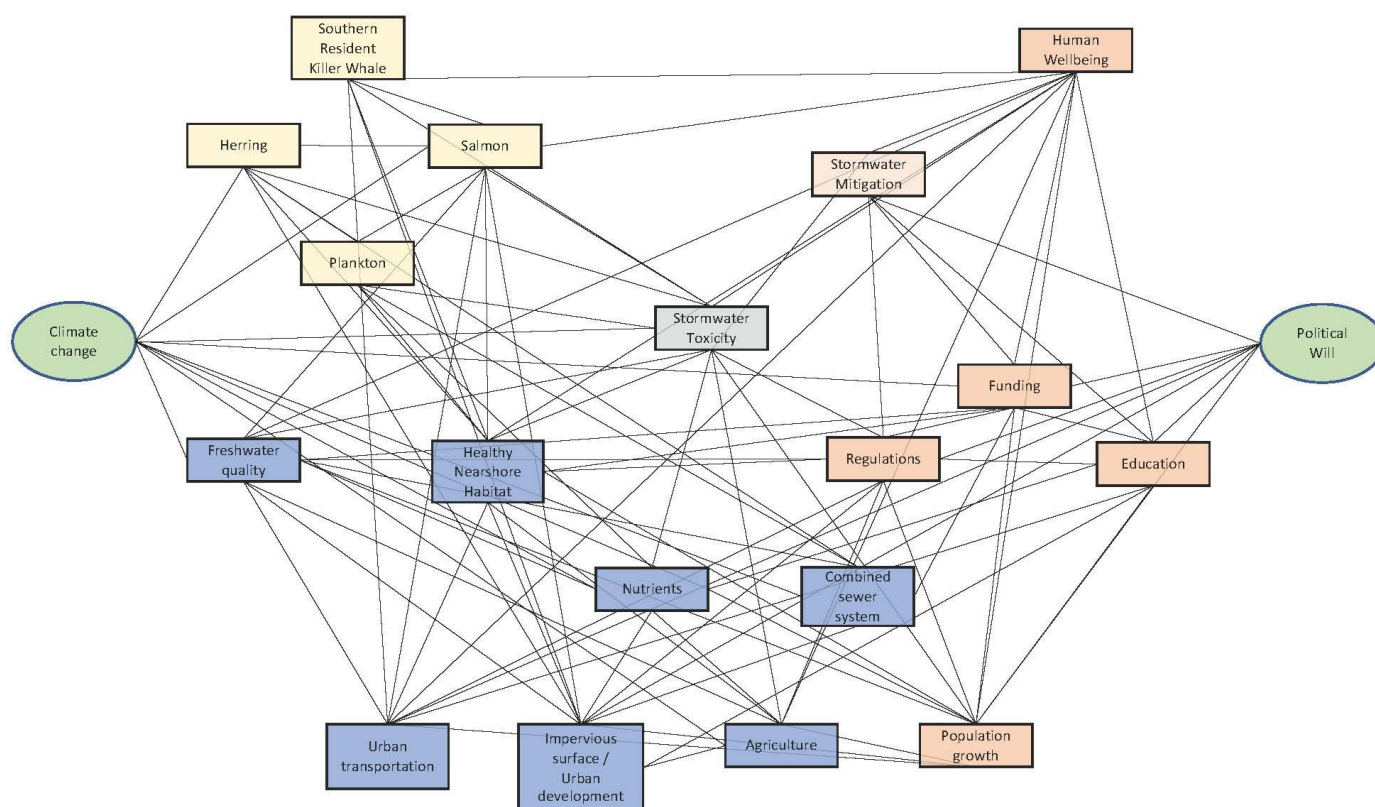 Southern
Resident
Killer Whale
Human
Wellbeing
Herring
Salmon
Stormwater
Mitigation
Plankton
Climate
change
Stormwater
Toxicity
Political
Will
Funding
Freshwater
quality
Healthy
Nearshore
Habitat
Regulations
Education
Nutrients
Combined
sewer
system
Urban
transportation
Impervious
surface /
Urban
development
Agriculture
Population
growth